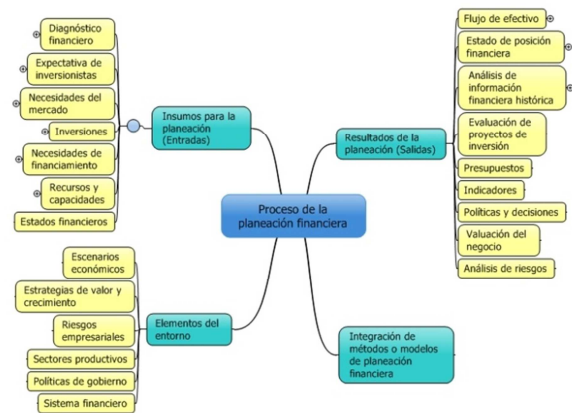 Diagnóstico
financiero
Expectativa de
inversionistas
Necesidades del
mercado
Inversiones
Necesidades de
financiamiento
Recursos y
capacidades
Estados financieros
Insumos para la
planeación
(Entradas)
Flujo de efectivo
Estado de posición
financiera
Análisis de
información
financiera histórica
Evaluación de
proyectos de
inversión
Presupuestos
Indicadores
Políticas y decisiones
Valuación del
negocio
Análisis de riesgos
Resultados de la
planeación (Salidas)
Proceso de la
planeación financiera
Escenarios
económicos
Estrategias de valor y
crecimiento
Riesgos
empresariales
Sectores productivos
Políticas de gobierno
Sistema financiero
Elementos del
entorno
Integración de
métodos o modelos
de planeación
financiera